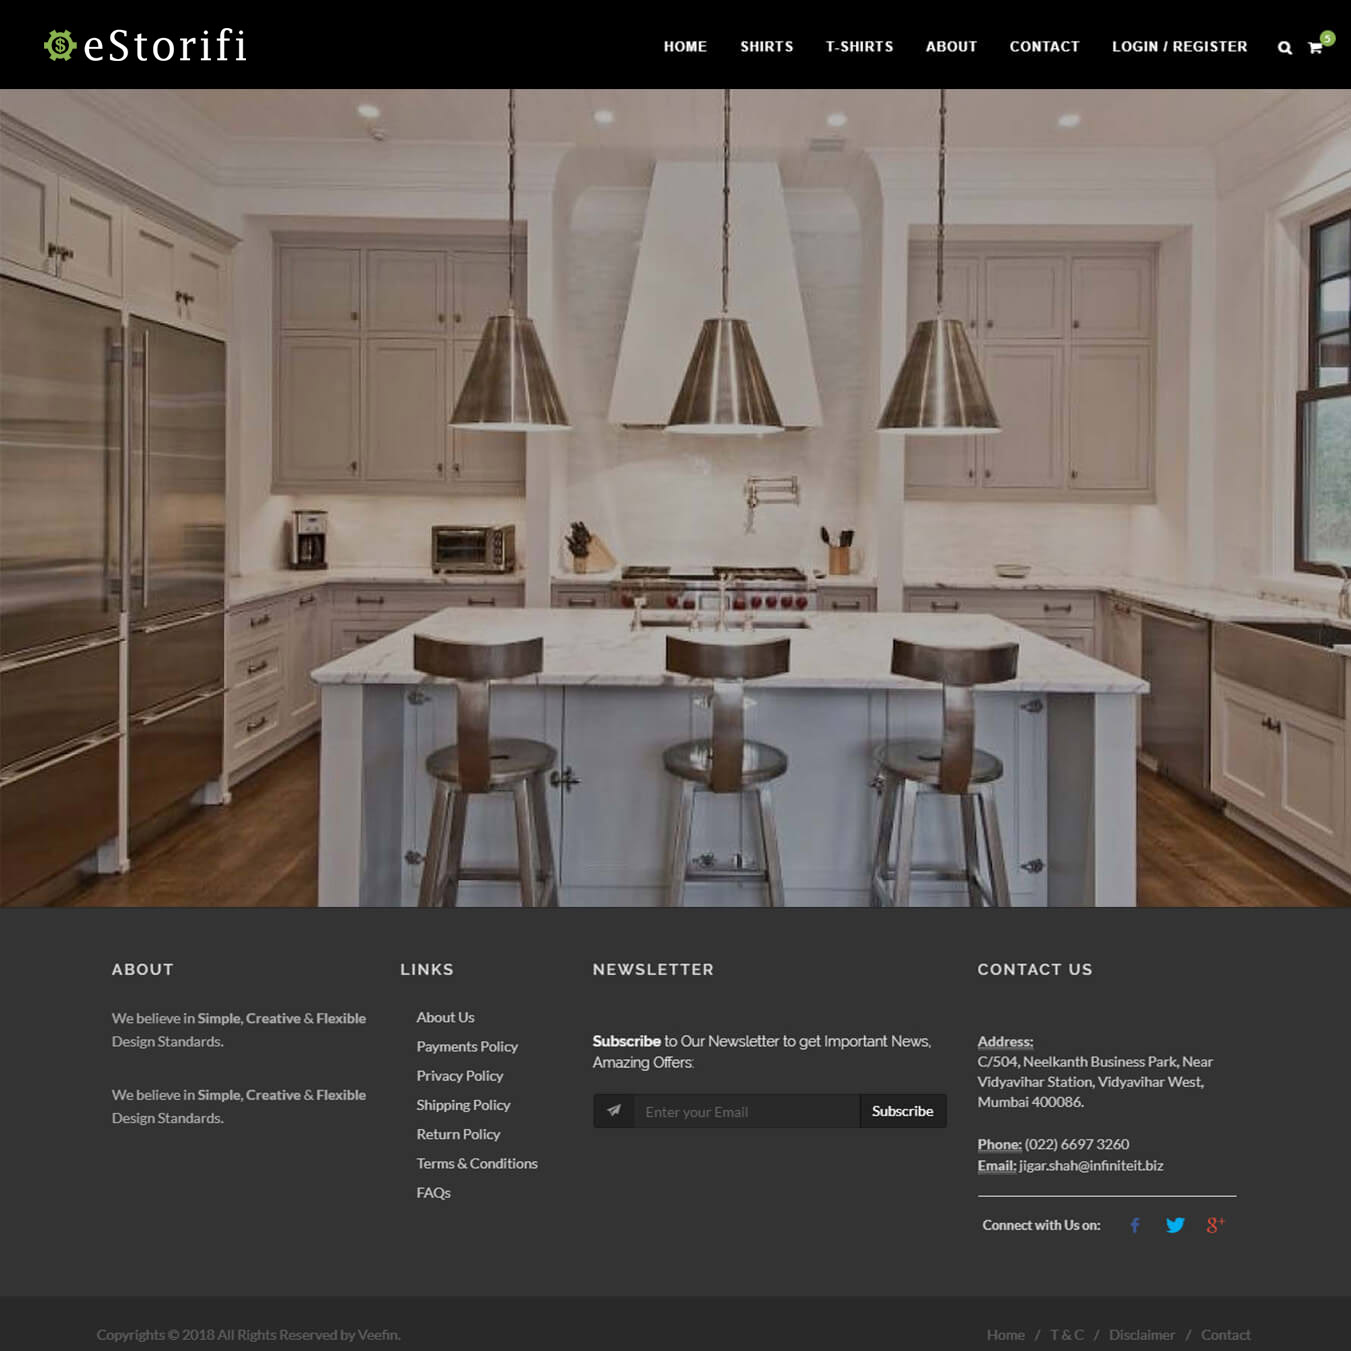 eStorifi
HOME SHIRTS T-SHIRTS ABOUT CONTACT LOGIN / REGISTER 5
ABOUT
We believe in Simple, Creative & Flexible
Design Standards.
We believe in Simple, Creative & Flexible
Design Standards.
LINKS
About Us
Payments Policy
Privacy Policy
Shipping Policy
Return Policy
Terms & Conditions
FAQs
NEWSLETTER
Subscribe to Our Newsletter to get Important News,
Amazing Offers:
Enter your Email Subscribe
CONTACT US
Address:
C/504, Neelkanth Business Park, Near
Vidyavihar Station, Vidyavihar West,
Mumbai 400086.
Phone: (022) 6697 3260
Email: jigar.shah@infiniteit.biz
Connect with Us on:
Copyrights © 2018 All Rights Reserved by Veefin.
Home / T & C / Disclaimer / Contact